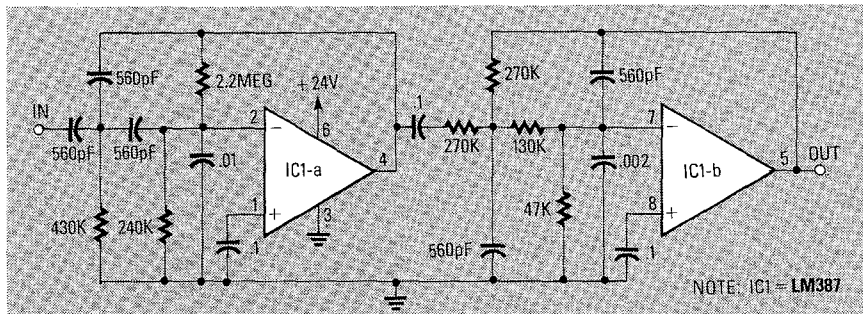 IN
560pF
560pF
560pF
430K
240K
2.2MEG
.01
+24V
2
6
1
3
4
IC1-a
.1
.1
270K
270K
130K
560pF
560pF
47K
.002
7
8
5
IC1-b
.1
OUT
NOTE: IC1 = LM387